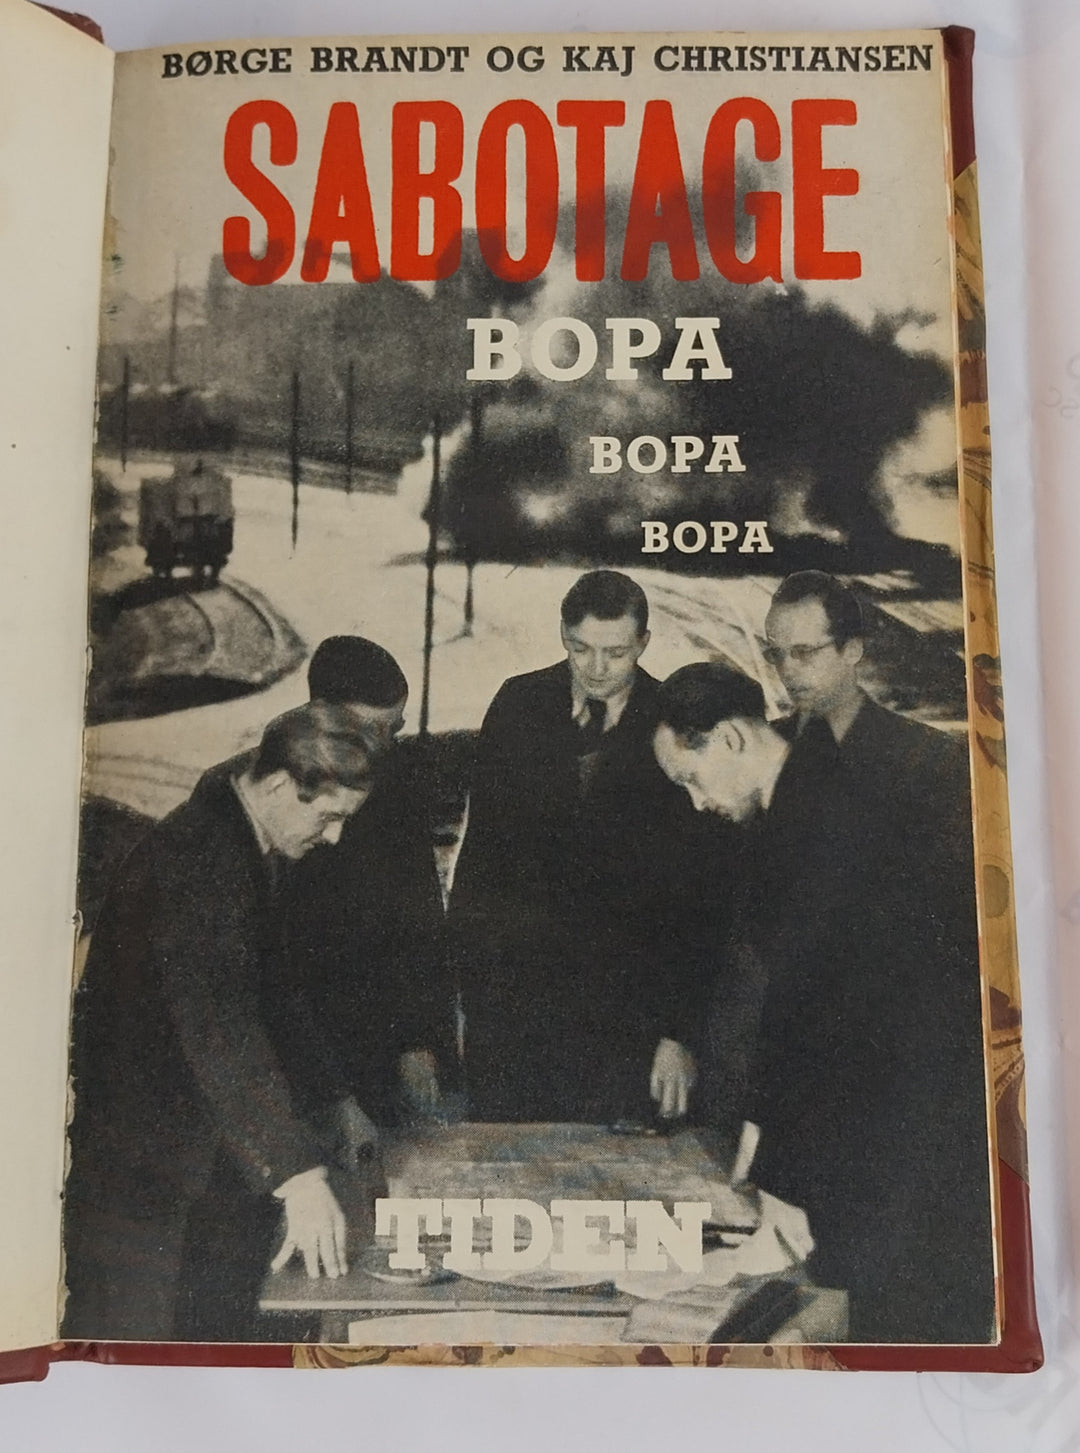 BØRGE BRANDT OG KAJ CHRISTIANSEN
SABOTAGE
BOPA
BOPA
BOPA
TIDEN